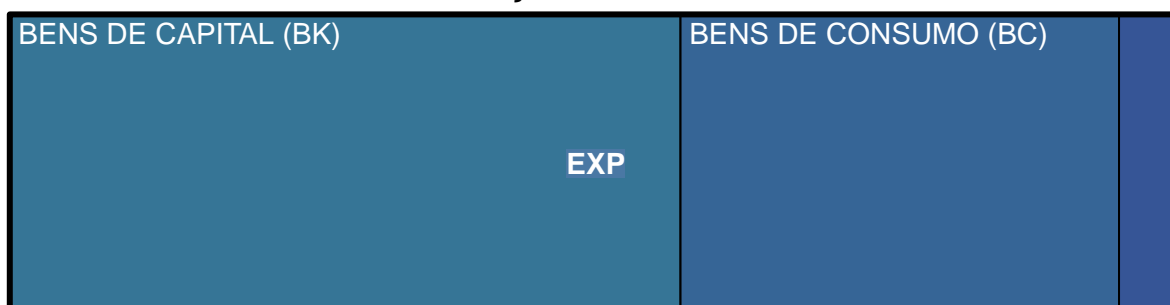 BENS DE CAPITAL (BK)
BENS DE CONSUMO (BC)
EXP